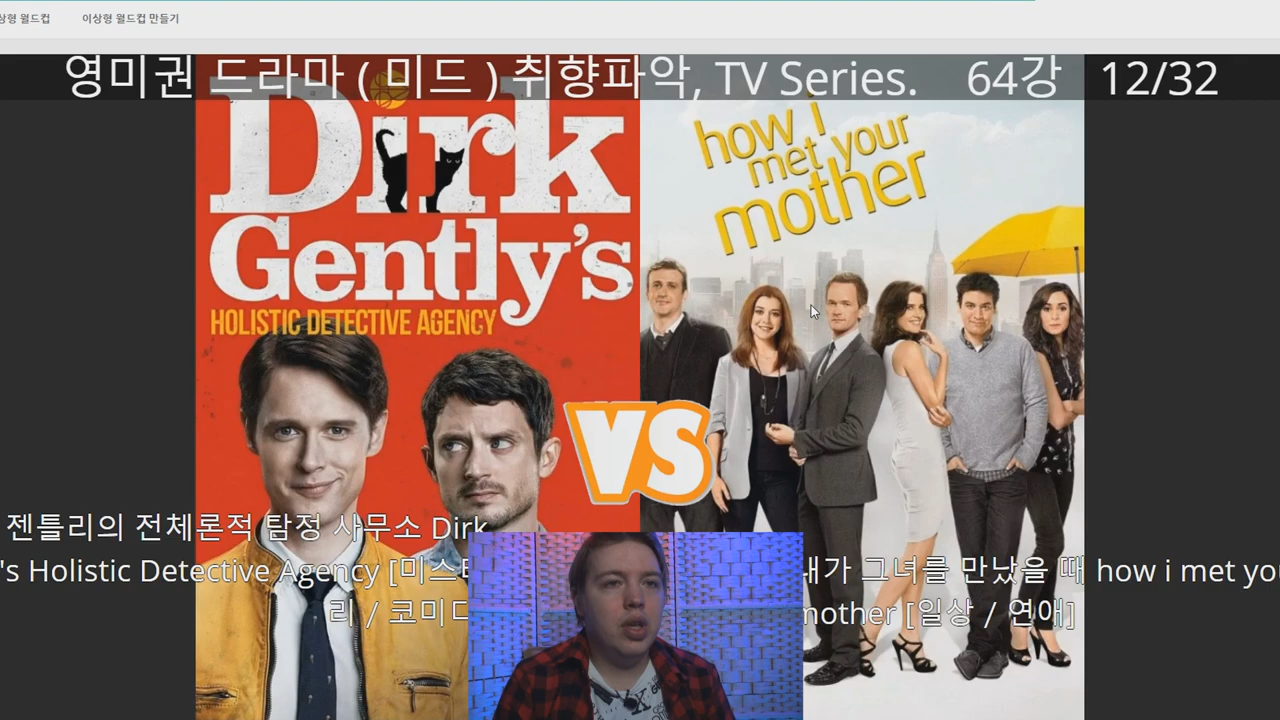 상형 월드컵 이상형 월드컵 만들기
영미권 드라마 ( 미드 ) 취향파악, TV Series. 64강 12/32
Dirk
Gently's
HOLISTIC DETECTIVE AGENCY
how i
met your
mother
VS
젠틀리의 전체론적 탐정 사무소 Dirk
's Holistic Detective Agency [미스터
리 / 코미디
내가 그녀를 만났을 때 how i met you
mother [일상 / 연애]